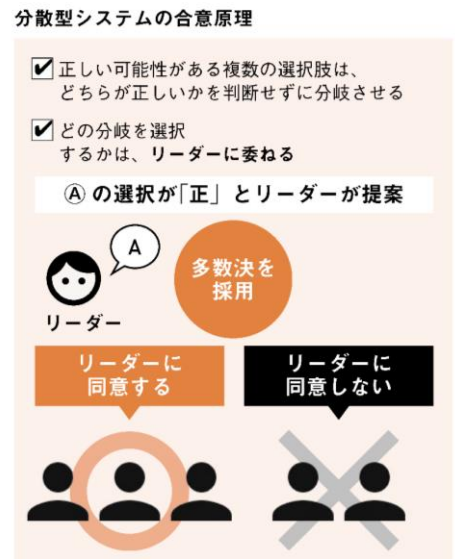 分散型システムの合意原理
正しい可能性がある複数の選択肢は、
どちらが正しいかを判断せずに分岐させる
どの分岐を選択
するかは、リーダーに委ねる
Ⓐ の選択が「正」とリーダーが提案
A
多数決を
採用
リーダー
リーダーに
同意する
リーダーに
同意しない